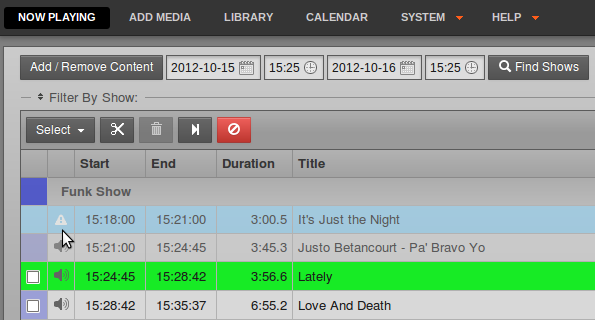 NOW PLAYING ADD MEDIA LIBRARY CALENDAR SYSTEM HELP
Add / Remove Content 2012-10-15 15:25 2012-10-16 15:25 Find Shows
Filter By Show:
Select
Start End Duration Title
Funk Show
15:18:00 15:21:00 3:00.5 It's Just the Night
15:21:00 15:24:45 3:45.3 Justo Betancourt - Pa' Bravo Yo
15:24:45 15:28:42 3:56.6 Lately
15:28:42 15:35:37 6:55.2 Love And Death